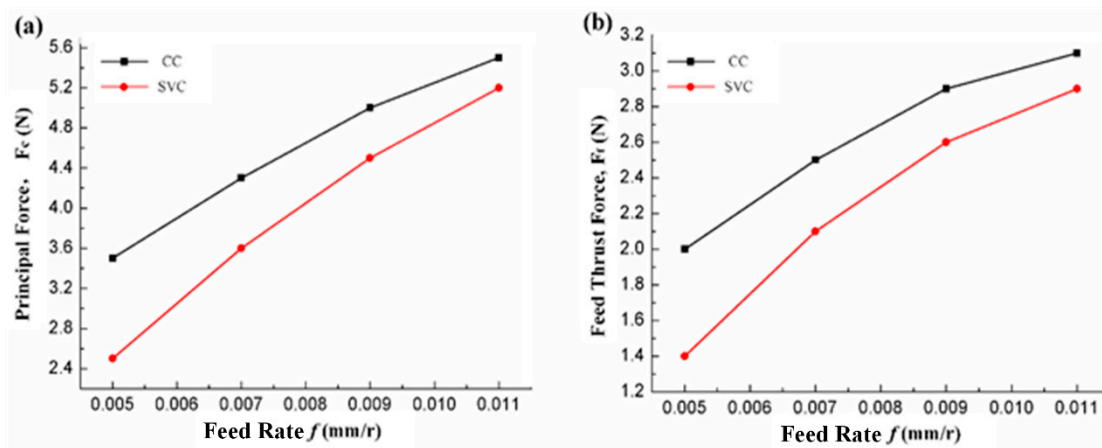 (a)
5.6
5.2
4.8
4.4
4.0
3.6
3.2
2.8
2.4
CC
SVC
Principal Force, Fc (N)
0.005 0.006 0.007 0.008 0.009 0.010 0.011
Feed Rate f (mm/r)
(b)
3.2
3.0
2.8
2.6
2.4
2.2
2.0
1.8
1.6
1.4
1.2
CC
SVC
Feed Thrust Force, Ff (N)
0.005 0.006 0.007 0.008 0.009 0.010 0.011
Feed Rate f (mm/r)